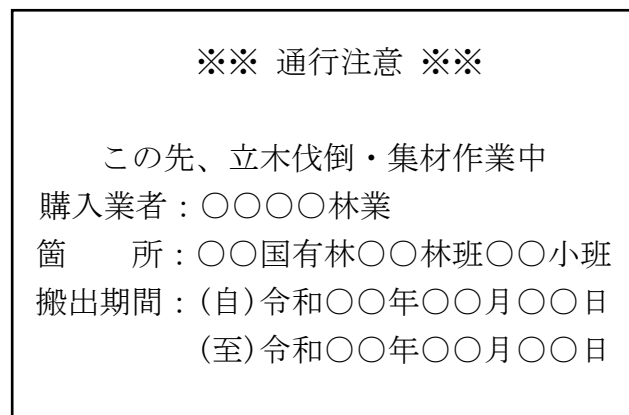 ※※ 通行注意 ※※
この先、立木伐倒・集材作業中
購入業者：○○○○林業
箇　　所：○○国有林○○林班○○小班
搬出期間：(自)令和○○年○○月○○日
(至)令和○○年○○月○○日